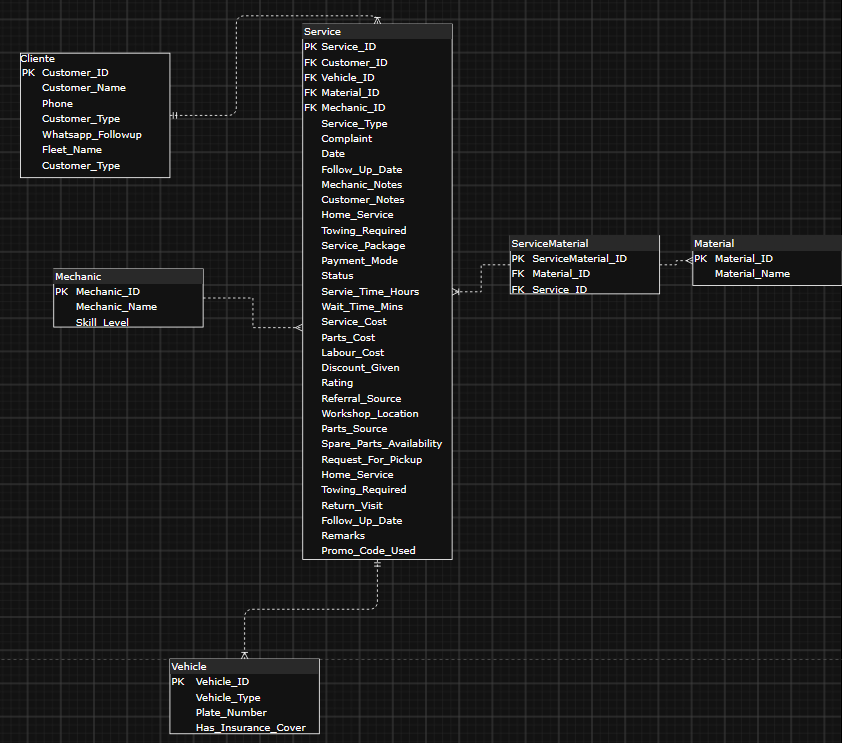 Cliente
PK Customer_ID
Customer_Name
Phone
Customer_Type
Whatsapp_Followup
Fleet_Name
Customer_Type
Service
PK Service_ID
FK Customer_ID
FK Vehicle_ID
FK Material_ID
FK Mechanic_ID
Service_Type
Complaint
Date
Follow_Up_Date
Mechanic_Notes
Customer_Notes
Home_Service
Towing_Required
Service_Package
Payment_Mode
Status
Servie_Time_Hours
Wait_Time_Mins
Service_Cost
Parts_Cost
Labour_Cost
Discount_Given
Rating
Referral_Source
Workshop_Location
Parts_Source
Spare_Parts_Availability
Request_For_Pickup
Home_Service
Towing_Required
Return_Visit
Follow_Up_Date
Remarks
Promo_Code_Used
Mechanic
PK Mechanic_ID
Mechanic_Name
Skill_Level
ServiceMaterial
PK ServiceMaterial_ID
FK Material_ID
FK Service_ID
Material
PK Material_ID
Material_Name
Vehicle
PK Vehicle_ID
Vehicle_Type
Plate_Number
Has_Insurance_Cover